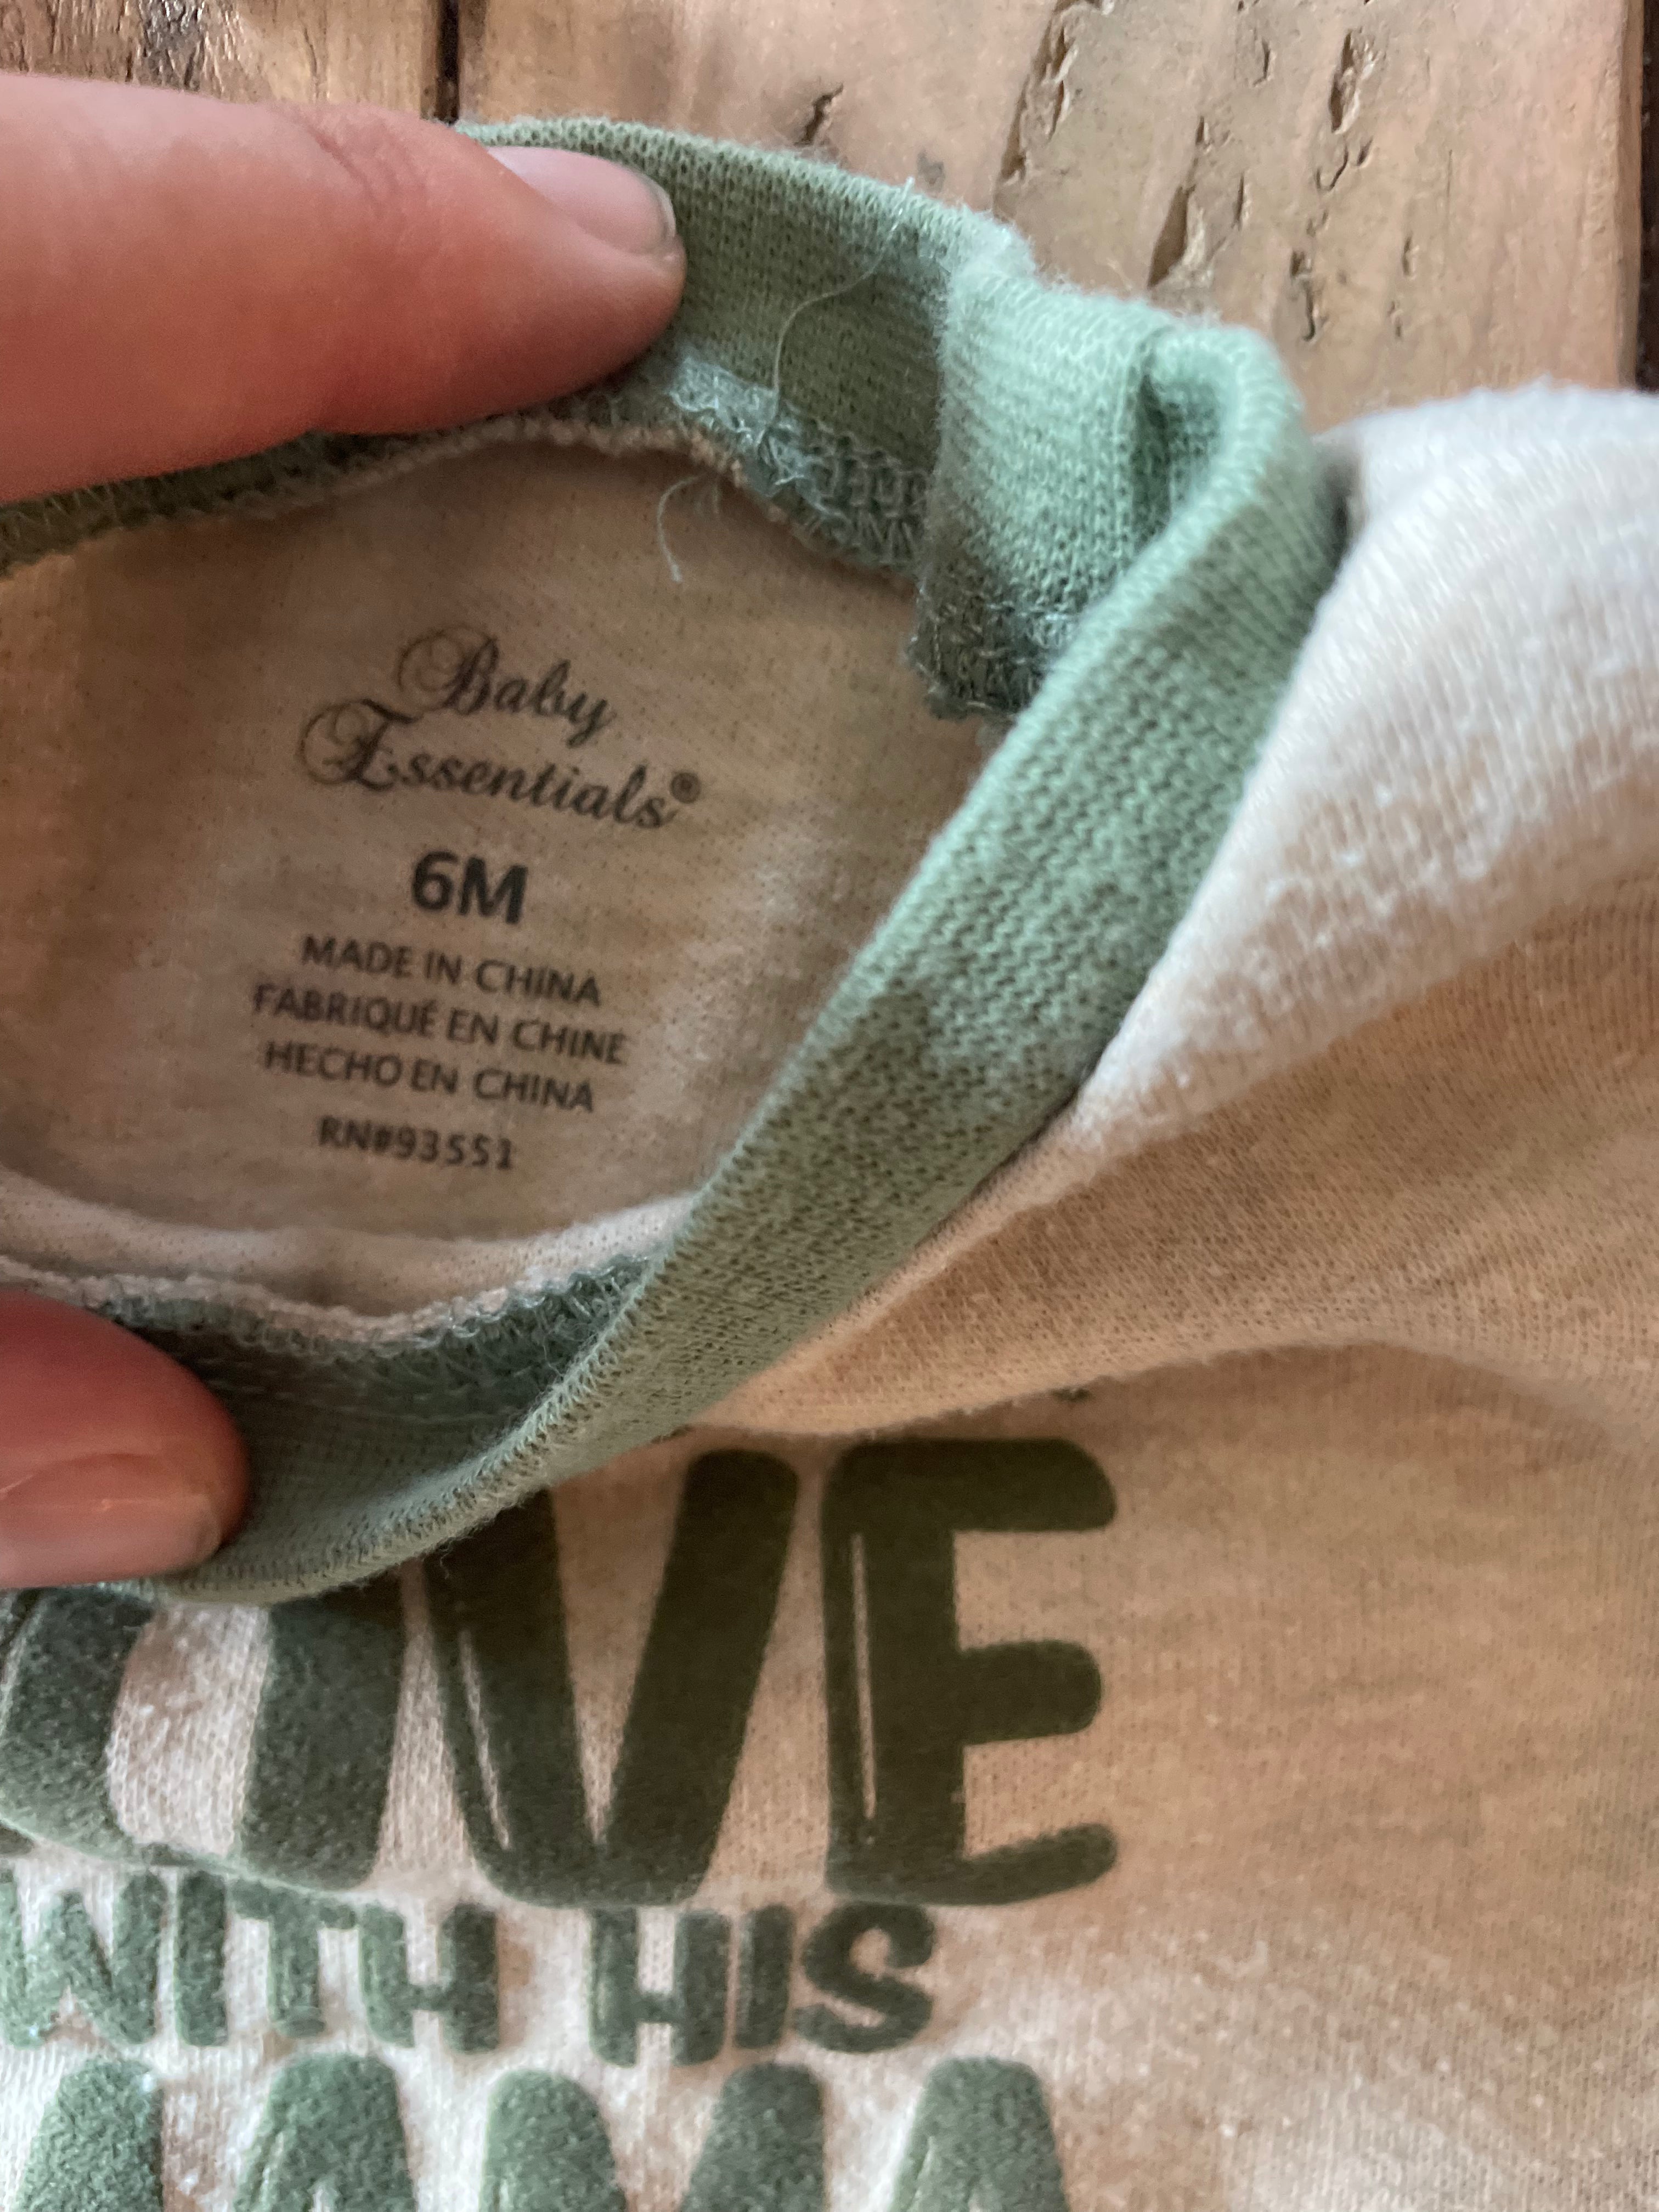 Baby
Essentials®
6M
MADE IN CHINA
FABRIQUÉ EN CHINE
HECHO EN CHINA
RN#93551
WITH HIS